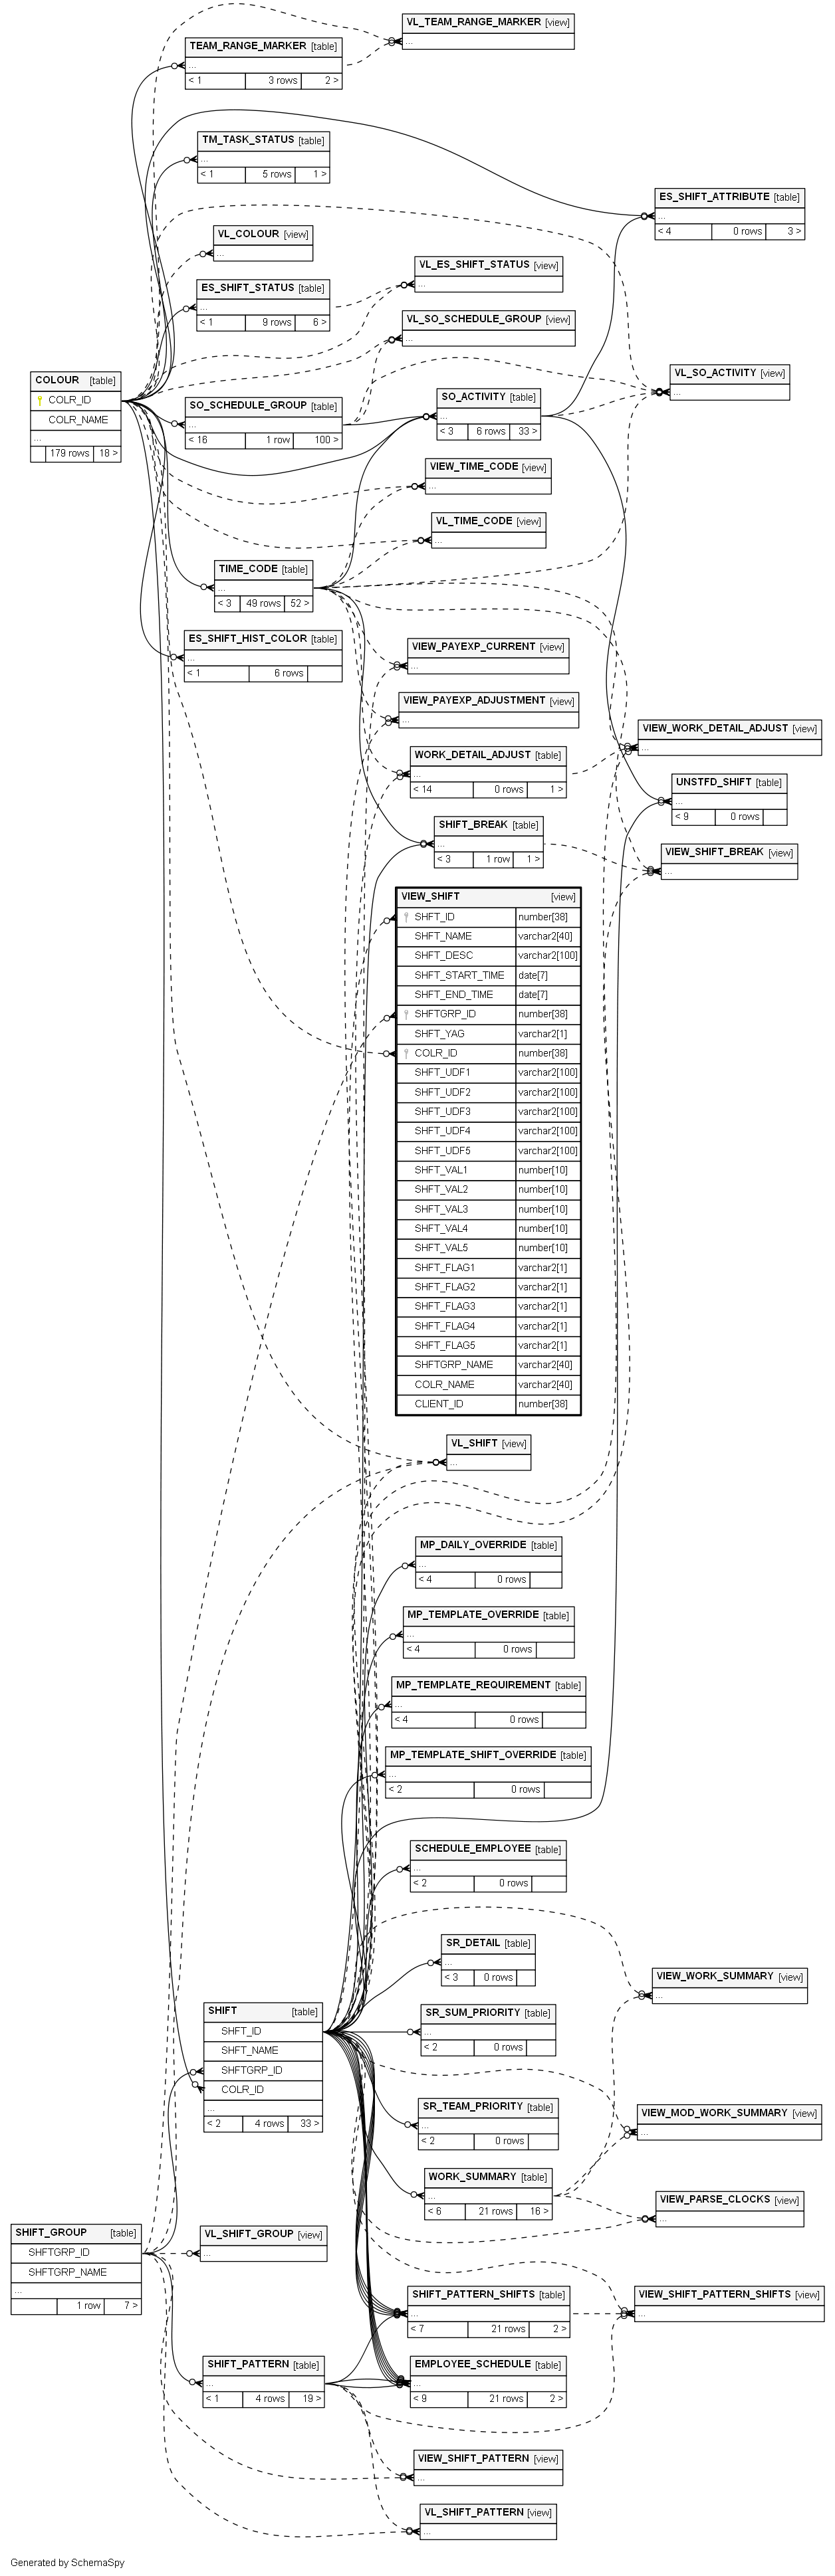 VL_TEAM_RANGE_MARKER [view]
...
TEAM_RANGE_MARKER [table]
...
< 1 3 rows 2 >
TM_TASK_STATUS [table]
...
< 1 5 rows 1 >
ES_SHIFT_ATTRIBUTE [table]
...
< 4 0 rows 3 >
VL_COLOUR [view]
...
VL_ES_SHIFT_STATUS [view]
...
ES_SHIFT_STATUS [table]
...
< 1 9 rows 6 >
VL_SO_SCHEDULE_GROUP [view]
...
VL_SO_ACTIVITY [view]
...
COLOUR [table]
COLR_ID
COLR_NAME
...
179 rows 18 >
SO_ACTIVITY [table]
...
< 3 6 rows 33 >
SO_SCHEDULE_GROUP [table]
...
< 16 1 row 100 >
VIEW_TIME_CODE [view]
...
VL_TIME_CODE [view]
...
TIME_CODE [table]
...
< 3 49 rows 52 >
ES_SHIFT_HIST_COLOR [table]
...
< 1 6 rows
VIEW_PAYEXP_CURRENT [view]
...
VIEW_PAYEXP_ADJUSTMENT [view]
...
VIEW_WORK_DETAIL_ADJUST [view]
...
WORK_DETAIL_ADJUST [table]
...
< 14 0 rows 1 >
UNSTFD_SHIFT [table]
...
< 9 0 rows
SHIFT_BREAK [table]
...
< 3 1 row 1 >
VIEW_SHIFT_BREAK [view]
...
VIEW_SHIFT [view]
SHFT_ID number[38]
SHFT_NAME varchar2[40]
SHFT_DESC varchar2[100]
SHFT_START_TIME date[7]
SHFT_END_TIME date[7]
SHFTGRP_ID number[38]
SHFT_YAG varchar2[1]
COLR_ID number[38]
SHFT_UDF1 varchar2[100]
SHFT_UDF2 varchar2[100]
SHFT_UDF3 varchar2[100]
SHFT_UDF4 varchar2[100]
SHFT_UDF5 varchar2[100]
SHFT_VAL1 number[10]
SHFT_VAL2 number[10]
SHFT_VAL3 number[10]
SHFT_VAL4 number[10]
SHFT_VAL5 number[10]
SHFT_FLAG1 varchar2[1]
SHFT_FLAG2 varchar2[1]
SHFT_FLAG3 varchar2[1]
SHFT_FLAG4 varchar2[1]
SHFT_FLAG5 varchar2[1]
SHFTGRP_NAME varchar2[40]
COLR_NAME varchar2[40]
CLIENT_ID number[38]
VL_SHIFT [view]
...
MP_DAILY_OVERRIDE [table]
...
< 4 0 rows
MP_TEMPLATE_OVERRIDE [table]
...
< 4 0 rows
MP_TEMPLATE_REQUIREMENT [table]
...
< 4 0 rows
MP_TEMPLATE_SHIFT_OVERRIDE [table]
...
< 2 0 rows
SCHEDULE_EMPLOYEE [table]
...
< 2 0 rows
SR_DETAIL [table]
...
< 3 0 rows
VIEW_WORK_SUMMARY [view]
...
SHIFT [table]
SHFT_ID
SHFT_NAME
SHFTGRP_ID
COLR_ID
...
< 2 4 rows 33 >
SR_SUM_PRIORITY [table]
...
< 2 0 rows
SR_TEAM_PRIORITY [table]
...
< 2 0 rows
VIEW_MOD_WORK_SUMMARY [view]
...
WORK_SUMMARY [table]
...
< 6 21 rows 16 >
VIEW_PARSE_CLOCKS [view]
...
SHIFT_GROUP [table]
SHFTGRP_ID
SHFTGRP_NAME
...
1 row 7 >
VL_SHIFT_GROUP [view]
...
SHIFT_PATTERN_SHIFTS [table]
...
< 7 21 rows 2 >
VIEW_SHIFT_PATTERN_SHIFTS [view]
...
SHIFT_PATTERN [table]
...
< 1 4 rows 19 >
EMPLOYEE_SCHEDULE [table]
...
< 9 21 rows 2 >
VIEW_SHIFT_PATTERN [view]
...
VL_SHIFT_PATTERN [view]
...
Generated by SchemaSpy